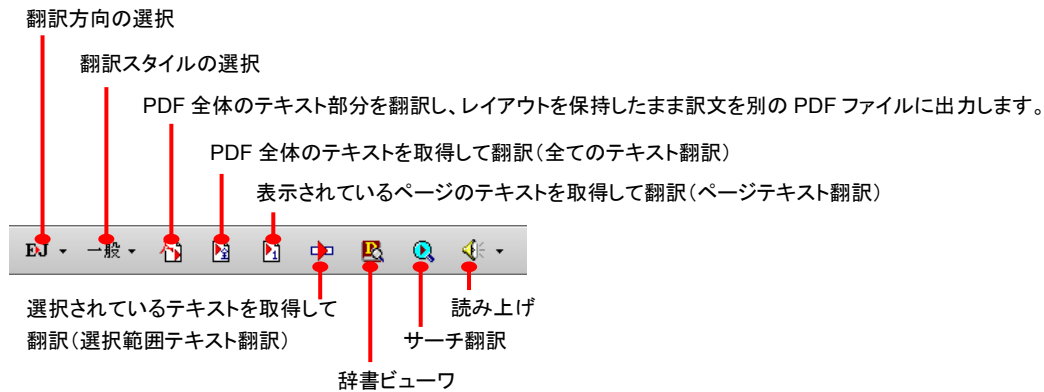 翻訳方向の選択
翻訳スタイルの選択
PDF 全体のテキスト部分を翻訳し、レイアウトを保持したまま訳文を別の PDF ファイルに出力します。
PDF 全体のテキストを取得して翻訳(全てのテキスト翻訳)
表示されているページのテキストを取得して翻訳(ページテキスト翻訳)
EJ 一般 全 1
選択されているテキストを取得して
翻訳(選択範囲テキスト翻訳)
読み上げ
サーチ翻訳
辞書ビューワ